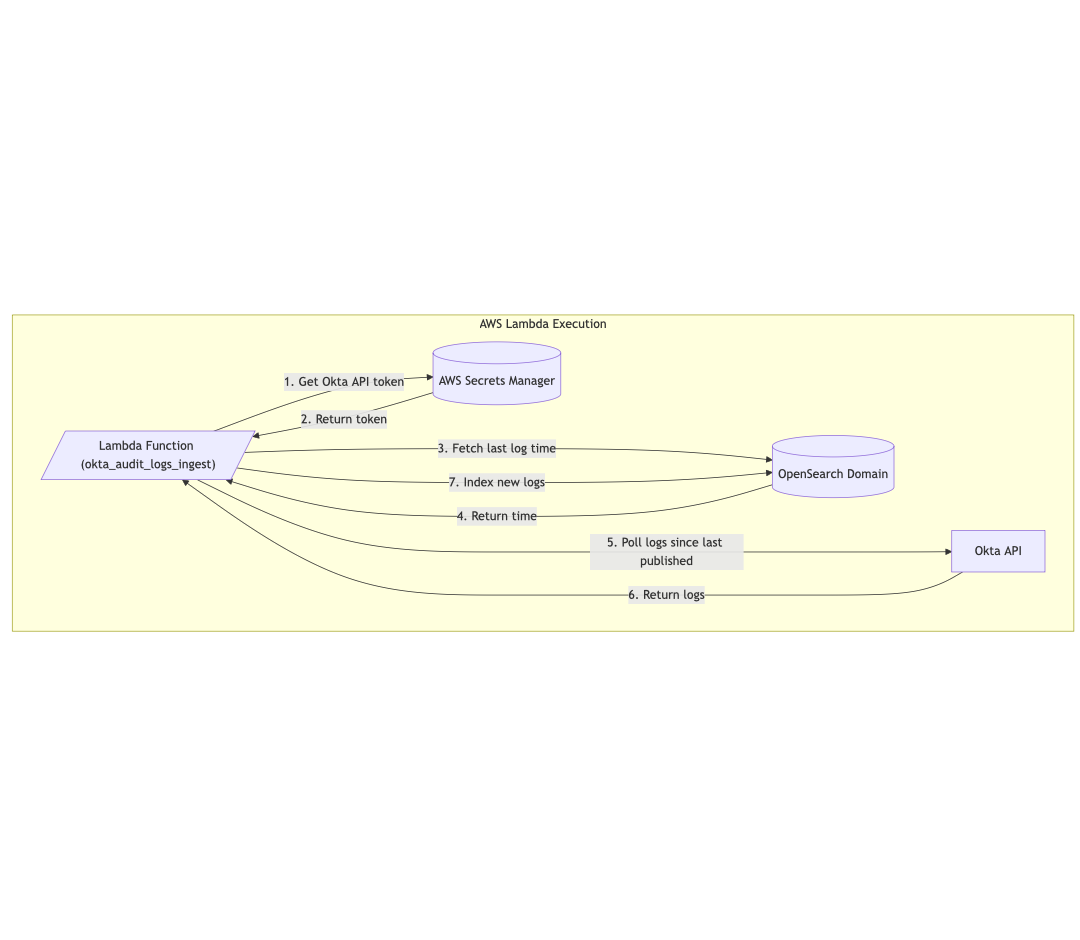 AWS Lambda Execution
1. Get Okta API token
AWS Secrets Manager
2. Return token
Lambda Function
(okta_audit_logs_ingest)
3. Fetch last log time
OpenSearch Domain
7. Index new logs
4. Return time
5. Poll logs since last
published
Okta API
6. Return logs